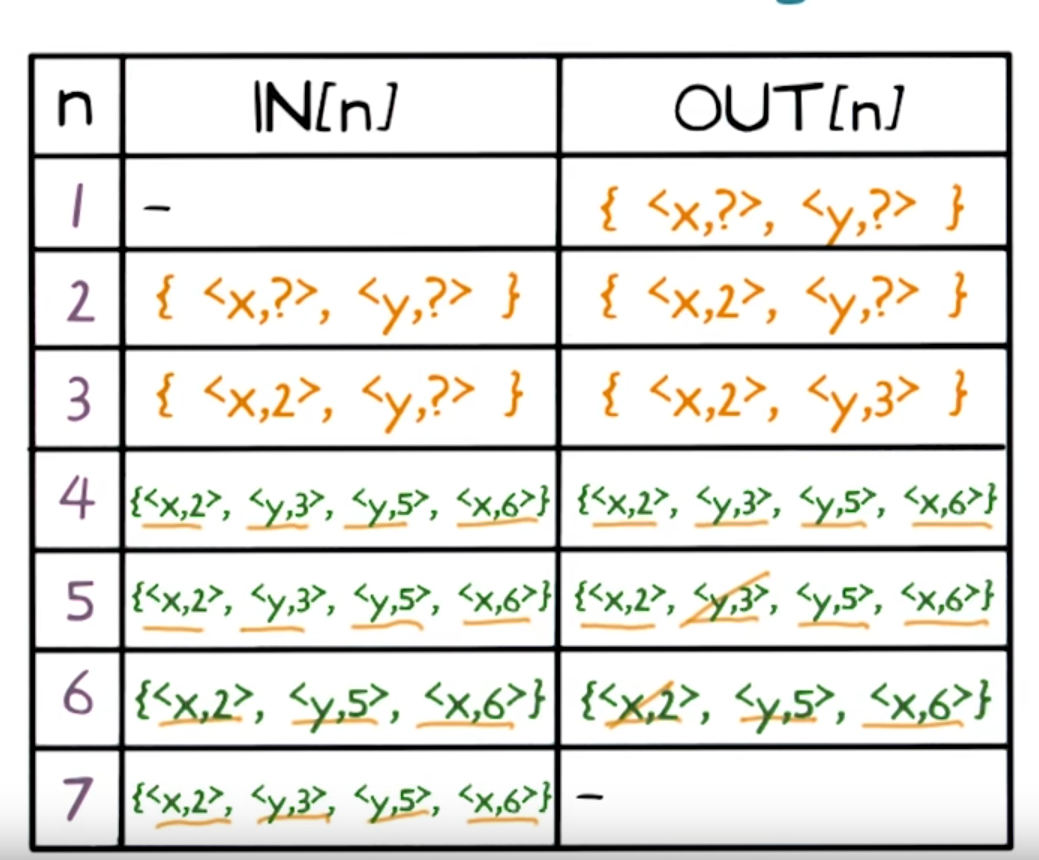 n IN[n] OUT[n]
1 - { <x,?>, <y,?> }
2 { <x,?>, <y,?> } { <x,2>, <y,?> }
3 { <x,2>, <y,?> } { <x,2>, <y,3> }
4 {<x,2>, <y,3>, <y,5>, <x,6>} {<x,2>, <y,3>, <y,5>, <x,6>}
5 {<x,2>, <y,3>, <y,5>, <x,6>} {<x,2>, <y,3>, <y,5>, <x,6>}
6 {<x,2>, <y,5>, <x,6>} {<x,2>, <y,5>, <x,6>}
7 {<x,2>, <y,3>, <y,5>, <x,6>} -